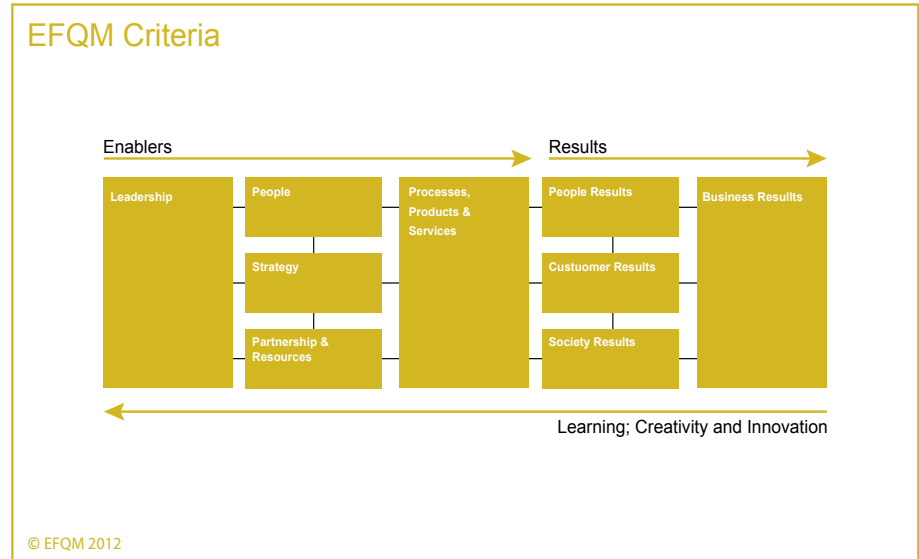 EFQM Criteria
Enablers
Results
Leadership
People
Processes,
Products &
Services
People Results
Business Resullts
Strategy
Custuomer Results
Partnership &
Resources
Society Results
Learning; Creativity and Innovation
© EFQM 2012